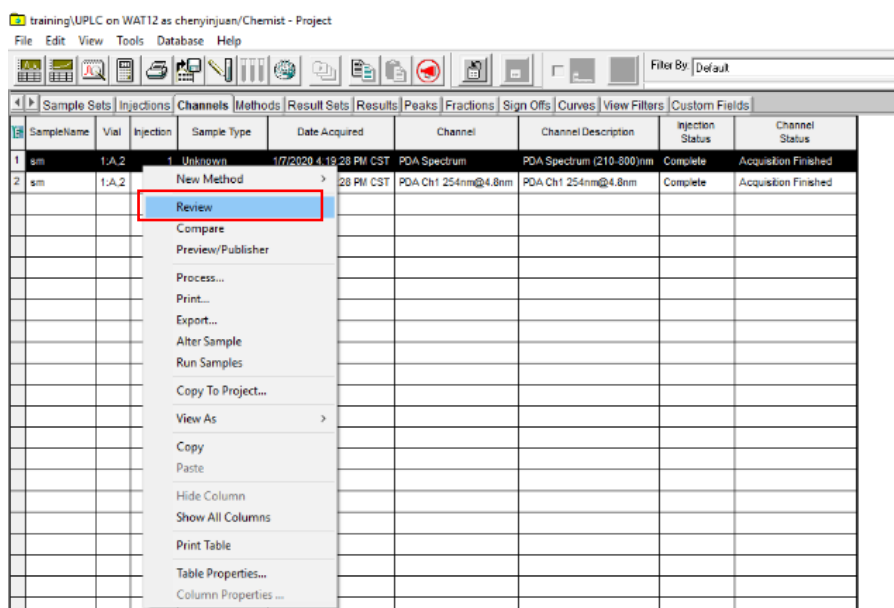 training\UPLC on WAT12 as chenyinjuan/Chemist - Project
File Edit View Tools Database Help
Filter By: Default
Sample Sets Injections Channels Methods Result Sets Results Peaks Fractions Sign Offs Curves View Filters Custom Fields
SampleName Vial Injection Sample Type Date Acquired Channel Channel Description Injection Status Channel Status
1 sm 1:A,2 1 Unknown 1/7/2020 4:19:28 PM CST PDA Spectrum PDA Spectrum (210-800)nm Complete Acquisition Finished
2 sm 1:A,2 28 PM CST PDA Ch1 254nm@4.8nm PDA Ch1 254nm@4.8nm Complete Acquisition Finished
New Method
Review
Compare
Preview/Publisher
Process...
Print...
Export...
Alter Sample
Run Samples
Copy To Project...
View As
Copy
Paste
Hide Column
Show All Columns
Print Table
Table Properties...
Column Properties ...